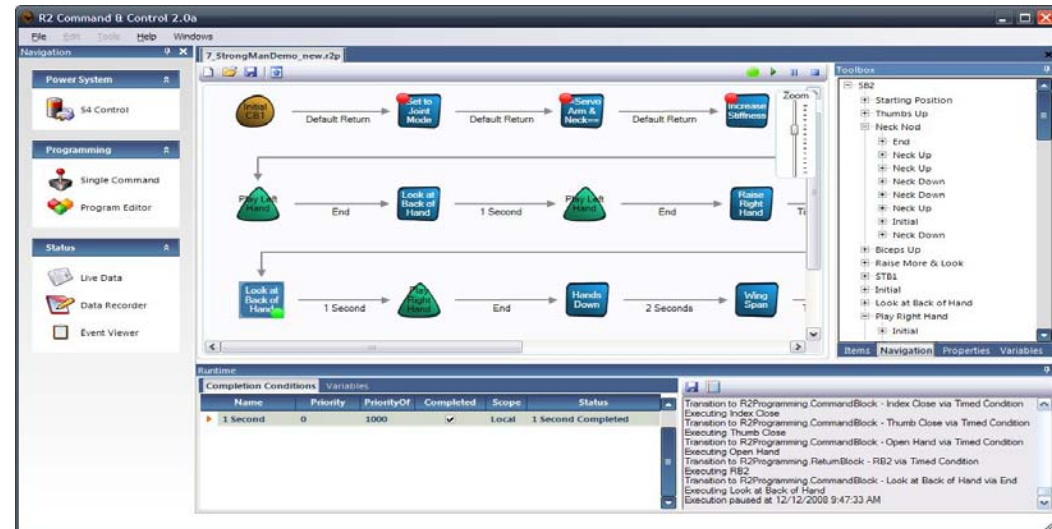 R2 Command & Control 2.0a
File Edit Tools Help Windows
Navigation
Power System
S4 Control
Programming
Single Command
Program Editor
Status
Live Data
Data Recorder
Event Viewer
7_StrongManDemo_new.r2p
Initial
CB1
Default Return
Set to
Joint
Mode
Default Return
=Servo
Arm &
Neck==
Default Return
Increase
Stiffness
Zoom
Play Left
Hand
End
Look at
Back of
Hand
1 Second
Play Left
Hand
End
Raise
Right
Hand
Look at
Back of
Hand
1 Second
Play
Right
Hand
End
Hands
Down
2 Seconds
Wing
Span
Toolbox
SB2
Starting Position
Thumbs Up
Neck Nod
End
Neck Up
Neck Up
Neck Down
Neck Down
Neck Up
Initial
Neck Down
Biceps Up
Raise More & Look
STB1
Initial
Look at Back of Hand
Play Right Hand
Initial
Items Navigation Properties Variables
Runtime
Completion Conditions Variables
Name Priority PriorityOf Completed Scope Status
1 Second 0 1000 Local 1 Second Completed
Transition to R2Programming.CommandBlock - Index Close via Timed Condition
Executing Index Close
Transition to R2Programming.CommandBlock - Thumb Close via Timed Condition
Executing Thumb Close
Transition to R2Programming.CommandBlock - Open Hand via Timed Condition
Executing Open Hand
Transition to R2Programming.ReturnBlock - RB2 via Timed Condition
Executing RB2
Transition to R2Programming.CommandBlock - Look at Back of Hand via End
Executing Look at Back of Hand
Execution paused at 12/12/2008 9:47:33 AM